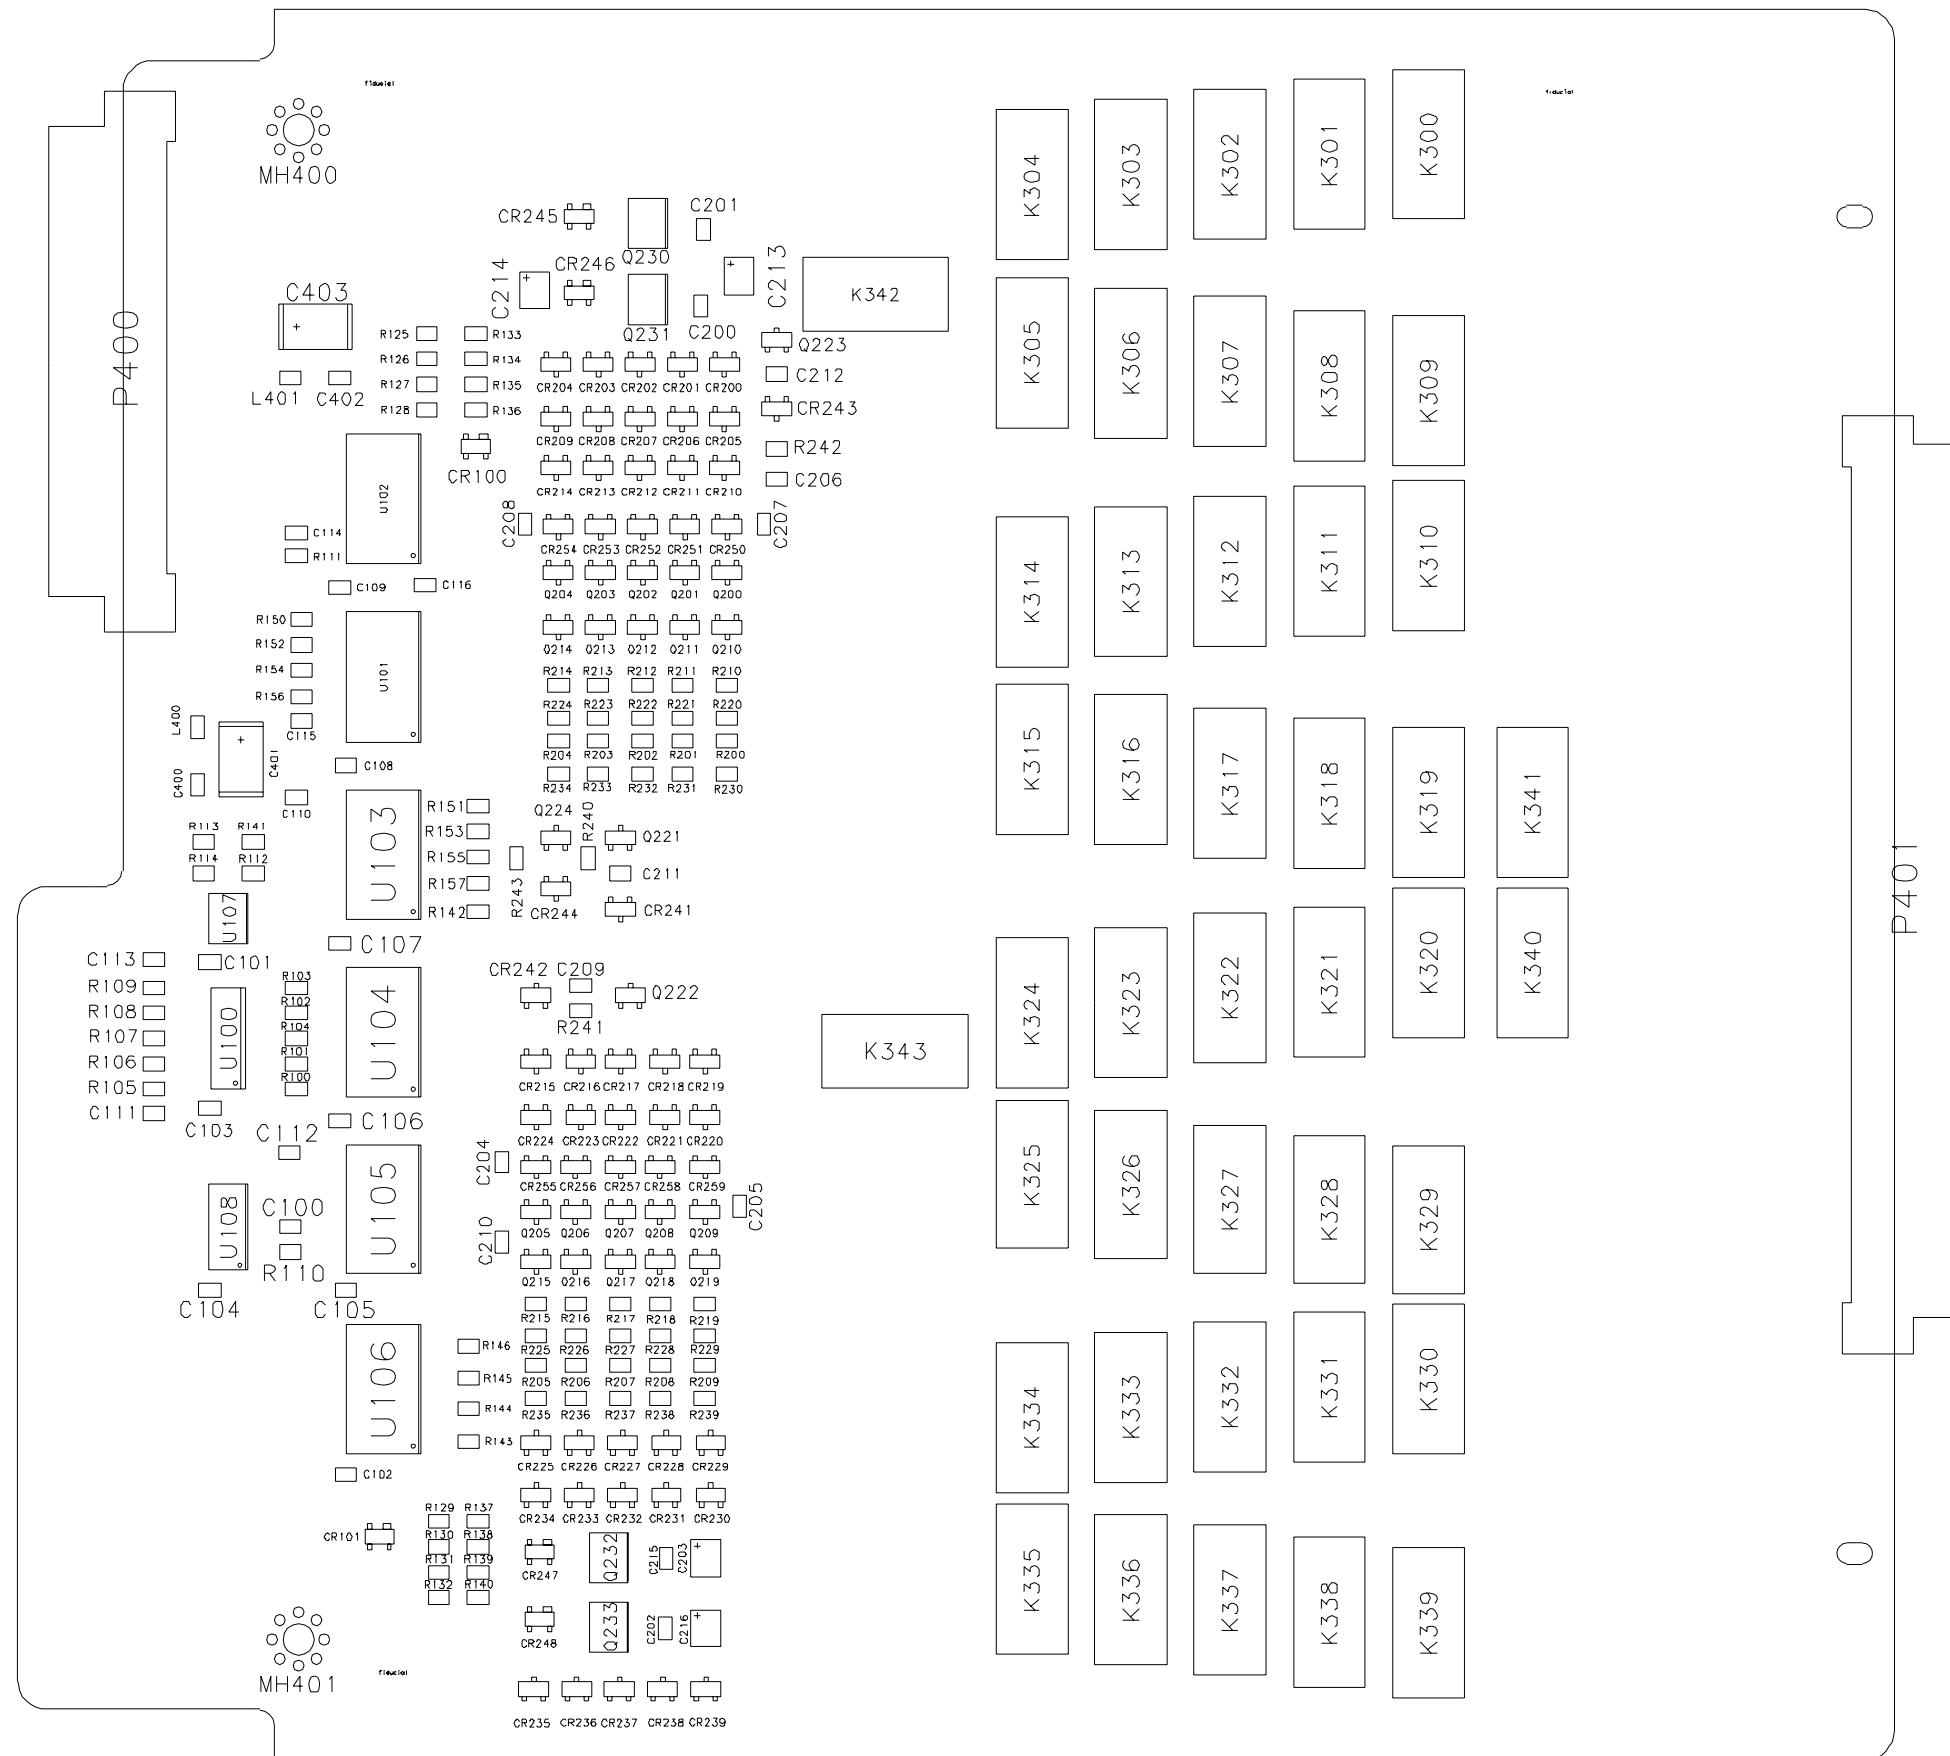 fiducial
fiducial
MH400
CR245
C201
Q230
C214
CR246
C213
K342
C403
Q231
C200
P400
R125
R133
Q223
R126
R134
C212
R127
R135
CR204 CR203 CR202 CR201 CR200
L401 C402
R128
R136
CR243
CR209 CR208 CR207 CR206 CR205
R242
CR100
C206
CR214 CR213 CR212 CR211 CR210
U102
C208
C207
C114
R111
CR254 CR253 CR252 CR251 CR250
C109
C116
Q204 Q203 Q202 Q201 Q200
R150
R152
Q214 Q213 Q212 Q211 Q210
R154
R214 R213 R212 R211 R210
U101
R156
R224 R223 R222 R221 R220
L400
C115
C401
R204 R203 R202 R201 R200
C108
C400
R234 R233 R232 R231 R230
C110
R151
Q224
R240
R113 R141
R153
Q221
U103
R114 R112
R155
C211
R157
R243
U107
R142
CR244
CR241
C107
C113
C101
CR242 C209
R109
R103
Q222
R108
R102
R241
R107
U100
R104
U104
R106
R101
K343
R105
R100
CR215 CR216 CR217 CR218 CR219
C111
C103
C106
C112
CR224 CR223 CR222 CR221 CR220
C204
U105
CR255 CR256 CR257 CR258 CR259
C205
U108
C100
C210
Q205 Q206 Q207 Q208 Q209
R110
Q215 Q216 Q217 Q218 Q219
C104
C105
R215 R216 R217 R218 R219
R146
R225 R226 R227 R228 R229
U106
R145
R205 R206 R207 R208 R209
R144
R235 R236 R237 R238 R239
R143
CR225 CR226 CR227 CR228 CR229
C102
R129 R137
CR234 CR233 CR232 CR231 CR230
CR101
R130 R138
R131 R139
CR247
Q232
C215
C203
R132 R140
CR248
Q233
C202
C216
MH401
fiducial
CR235 CR236 CR237 CR238 CR239
K304 K303 K302 K301 K300
K305 K306 K307 K308 K309
K314 K313 K312 K311 K310
K315 K316 K317 K318 K319 K341
K324 K323 K322 K321 K320 K340
K325 K326 K327 K328 K329
K334 K333 K332 K331 K330
K335 K336 K337 K338 K339
P401